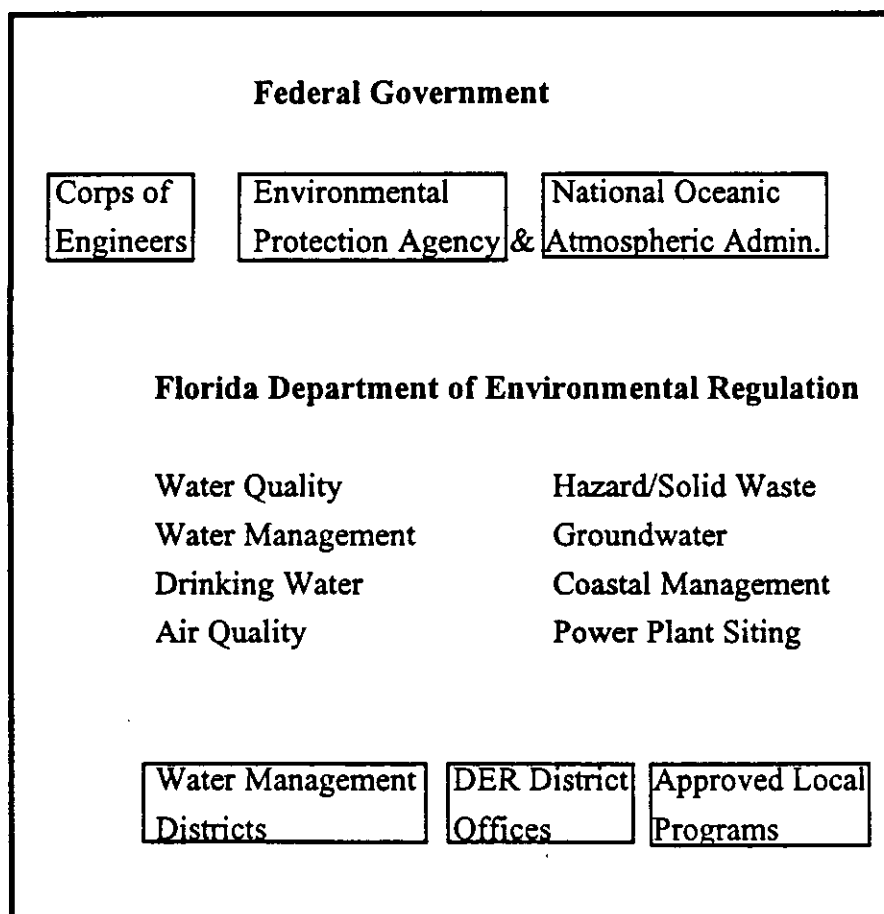 Federal Government
Corps of Engineers
Environmental Protection Agency & National Oceanic Atmospheric Admin.
Florida Department of Environmental Regulation
Water Quality
Water Management
Drinking Water
Air Quality
Hazard/Solid Waste
Groundwater
Coastal Management
Power Plant Siting
Water Management Districts
DER District Offices
Approved Local Programs